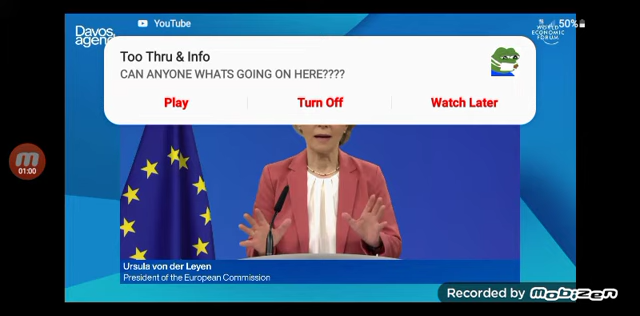 YouTube
50%
Davos
agenda
WORLD
ECONOMIC
FORUM
Too Thru & Info
CAN ANYONE WHATS GOING ON HERE????
Play
Turn Off
Watch Later
01:00
Ursula von der Leyen
President of the European Commission
Recorded by MOBIZEN